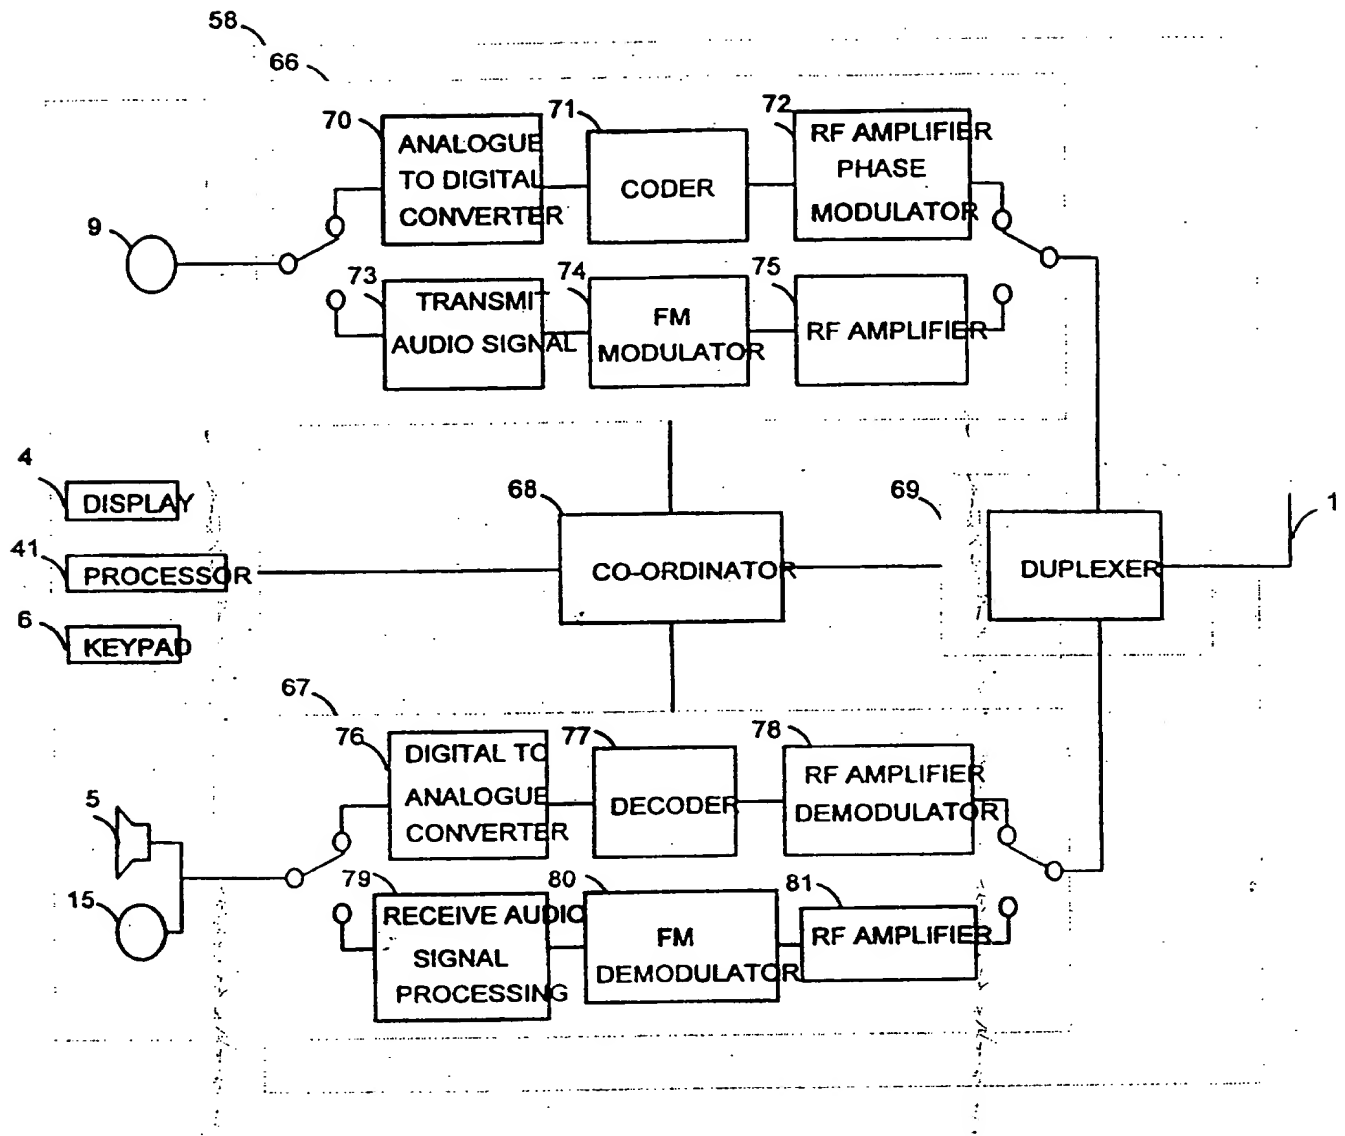 58
66
70
71
72
ANALOGUE
TO DIGITAL
CONVERTER
CODER
RF AMPLIFIER
PHASE
MODULATOR
9
73
74
75
TRANSMIT
AUDIO SIGNAL
FM
MODULATOR
RF AMPLIFIER
4
DISPLAY
68
69
1
41
PROCESSOR
CO-ORDINATOR
DUPLEXER
6
KEYPAD
67
76
77
78
DIGITAL TO
ANALOGUE
CONVERTER
DECODER
RF AMPLIFIER
DEMODULATOR
5
15
79
80
81
RECEIVE AUDIO
SIGNAL
PROCESSING
FM
DEMODULATOR
RF AMPLIFIER